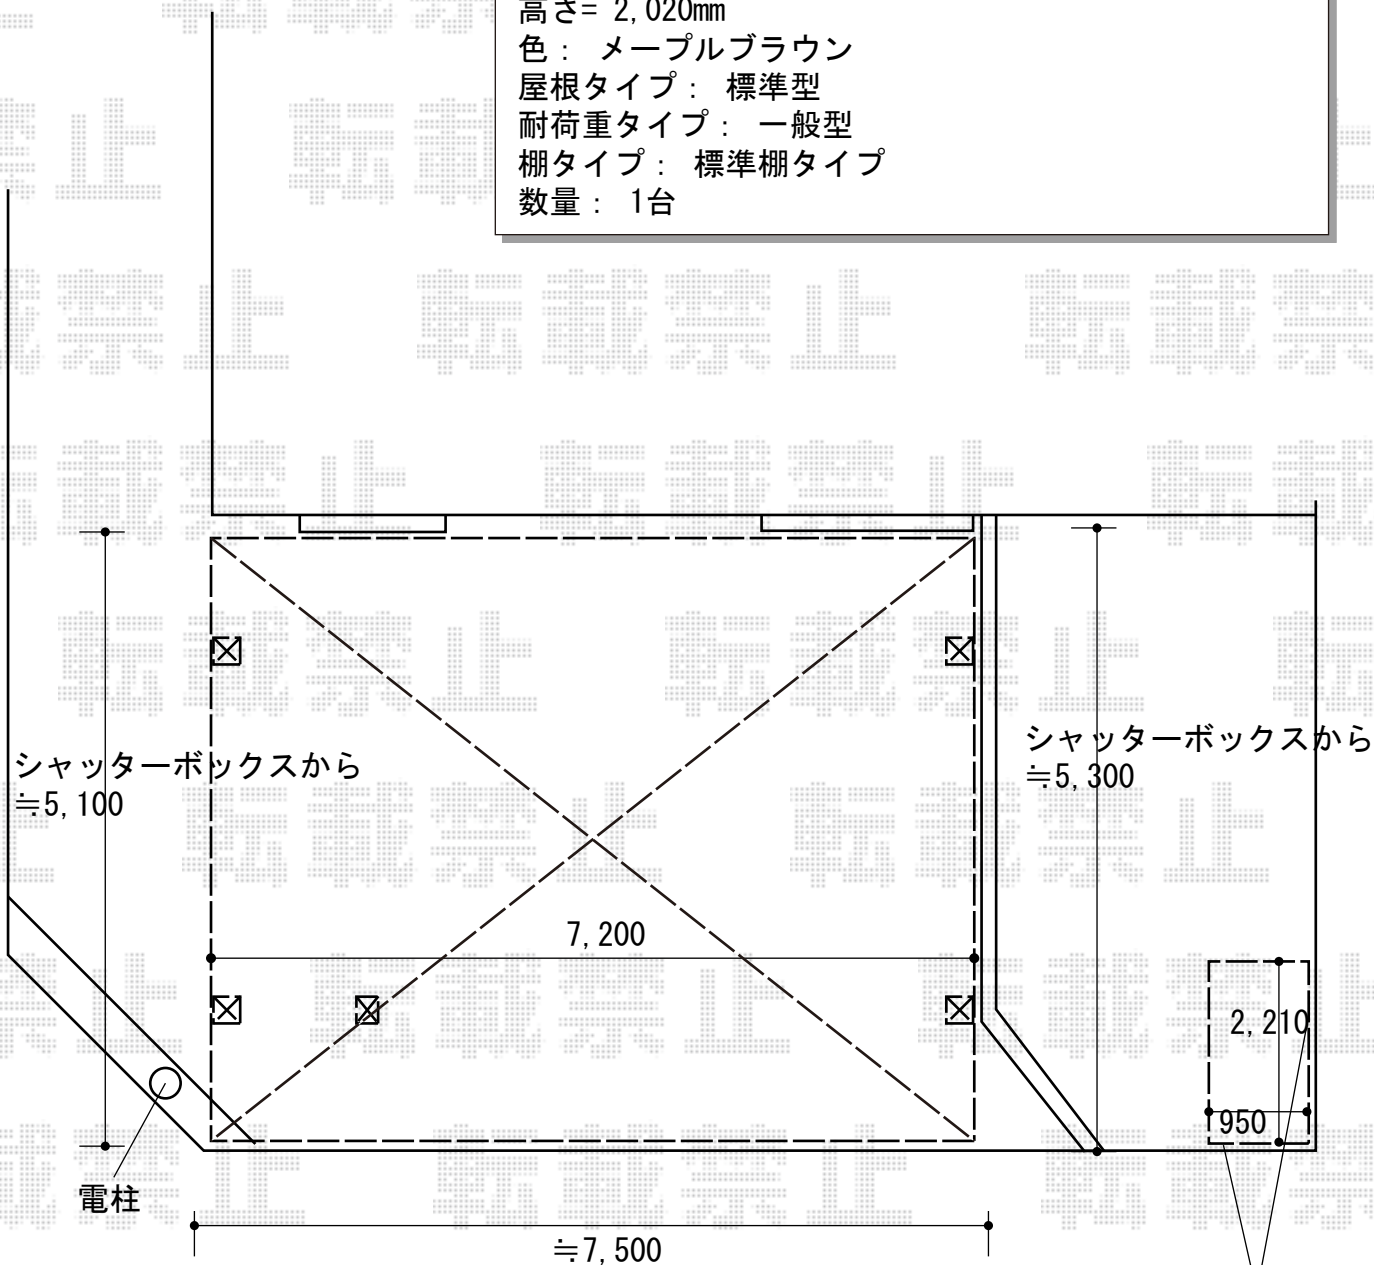 高さ= 2,020mm
色： メープルブラウン
屋根タイプ： 標準型
耐荷重タイプ： 一般型
棚タイプ： 標準棚タイプ
数量： 1台
シャッターボックスから
≒5,100
シャッターボックスから
≒5,300
7,200
2,210
950
電柱
≒7,500
転載禁止